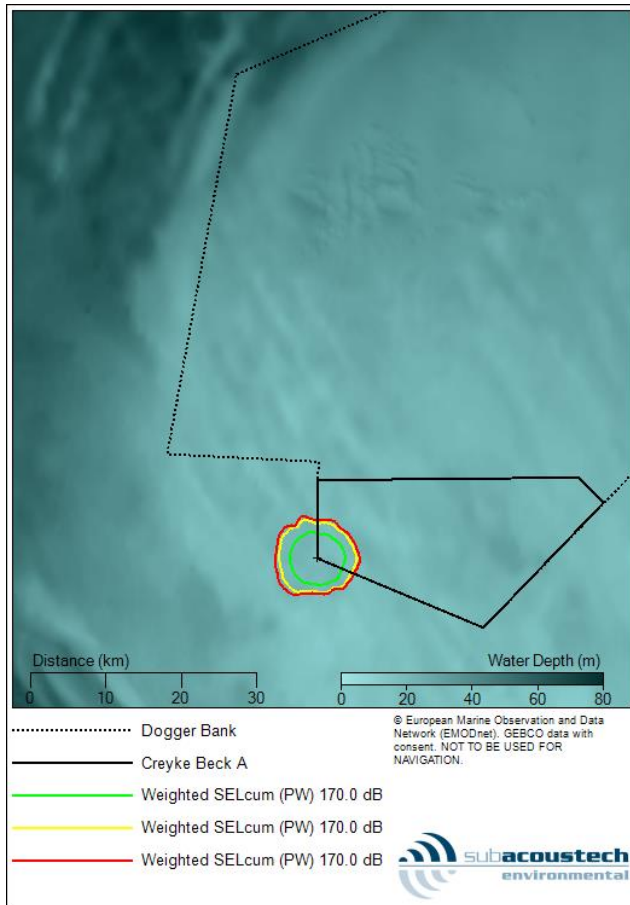 Distance (km)
0 10 20 30
Water Depth (m)
0 20 40 60 80
Dogger Bank
Creyke Beck A
Weighted SELcum (PW) 170.0 dB
Weighted SELcum (PW) 170.0 dB
Weighted SELcum (PW) 170.0 dB
© European Marine Observation and Data
Network (EMODnet). GEBCO data with
consent. NOT TO BE USED FOR
NAVIGATION.
subacoustech
environmental